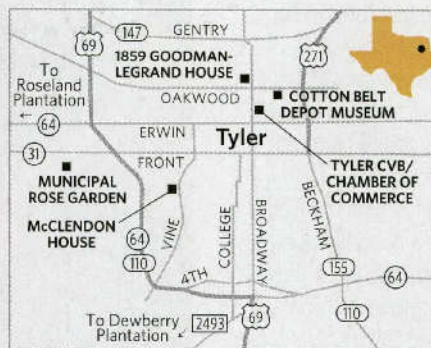 147
GENTRY
69
1859 GOODMAN-
LEGRAND HOUSE
271
To
Roseland
Plantation
OAKWOOD
COTTON BELT
DEPOT MUSEUM
64
ERWIN
Tyler
31
FRONT
TYLER CVB/
CHAMBER OF
COMMERCE
MUNICIPAL
ROSE GARDEN
McCLENDON
HOUSE
VINE
COLLEGE
BROADWAY
BECKHAM
64
110
4TH
155
64
110
To Dewberry
Plantation
2493
69